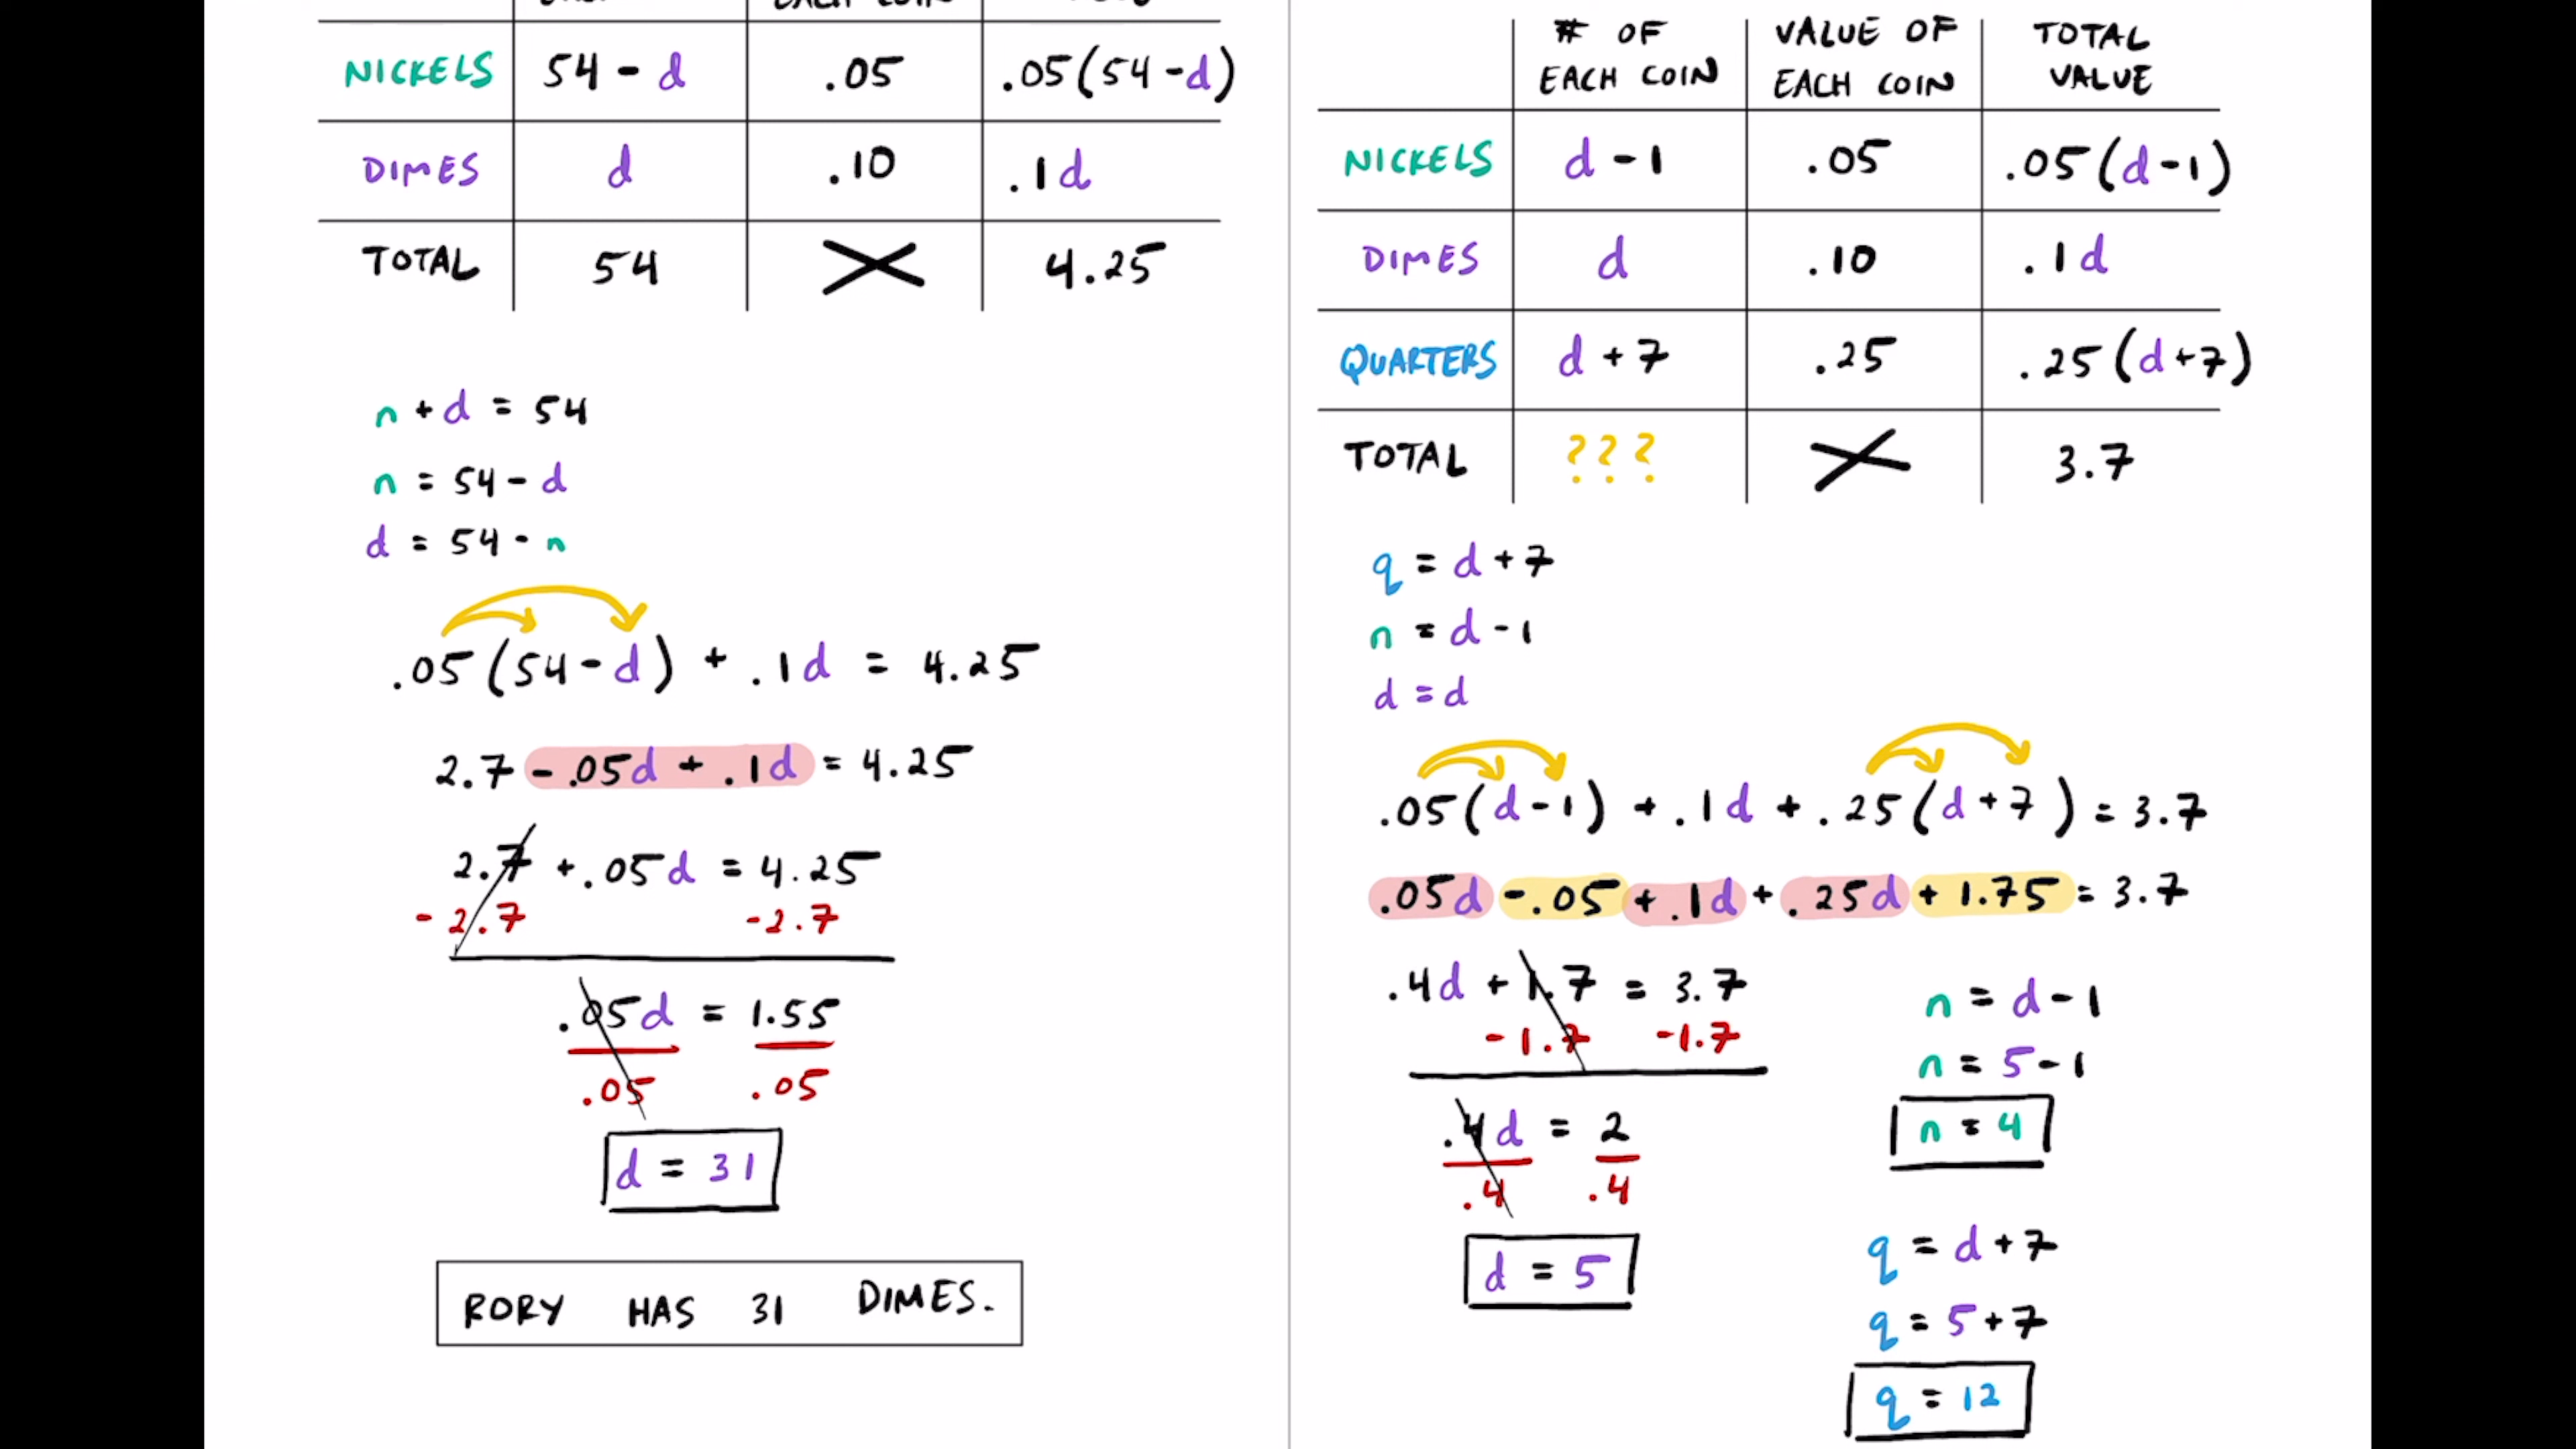 NICKELS 54 - d .05 .05(54-d)
DIMES d .10 .1d
TOTAL 54 4.25
n + d = 54
n = 54 - d
d = 54 - n
.05(54-d) + .1d = 4.25
2.7 - .05d + .1d = 4.25
2.7 + .05d = 4.25
- 2.7 -2.7
.05d = 1.55
.05 .05
d = 31
RORY HAS 31 DIMES.
# OF VALUE OF TOTAL
EACH COIN EACH COIN VALUE
NICKELS d - 1 .05 .05(d-1)
DIMES d .10 .1d
QUARTERS d + 7 .25 .25(d+7)
TOTAL ??? 3.7
q = d + 7
n = d - 1
d = d
.05(d-1) + .1d + .25(d+7) = 3.7
.05d - .05 + .1d + .25d + 1.75 = 3.7
.4d + 1.7 = 3.7
-1.7 -1.7
.4d = 2
.4 .4
d = 5
n = d - 1
n = 5 - 1
n = 4
q = d + 7
q = 5 + 7
q = 12